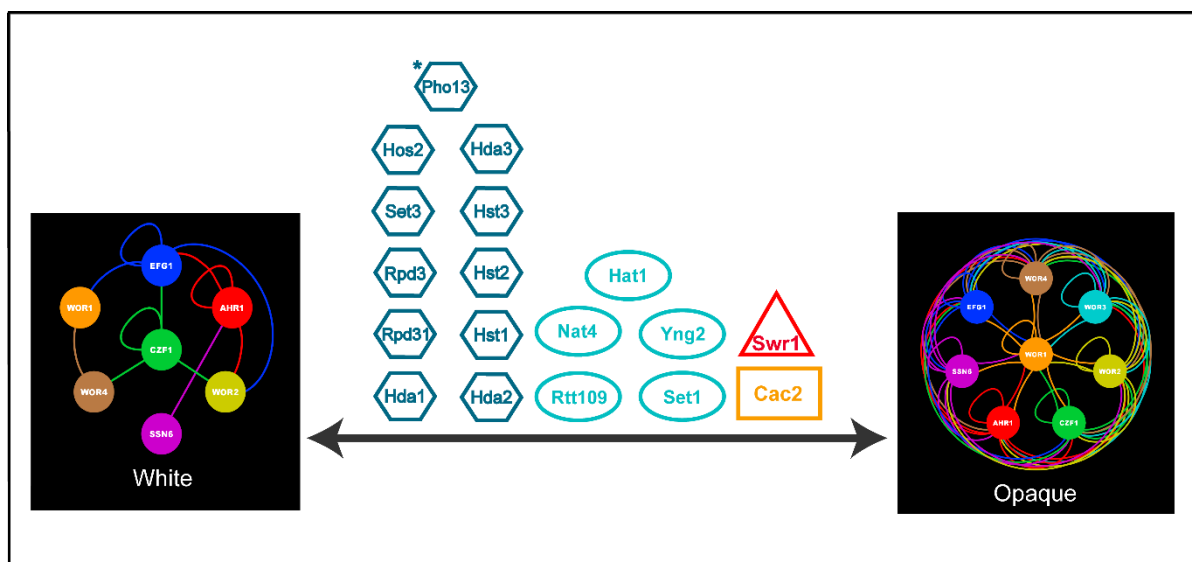 * Pho13
Hos2 Hda3
Set3 Hst3
Rpd3 Hst2
Rpd31 Hst1
Hda1 Hda2
Hat1
Nat4 Yng2
Rtt109 Set1
Swr1
Cac2
EFG1
WOR1 AHR1
CZF1
WOR4 WOR2
SSN6
White
WOR4
EFG1 WOR3
WOR1
SSN6 WOR2
AHR1 CZF1
Opaque